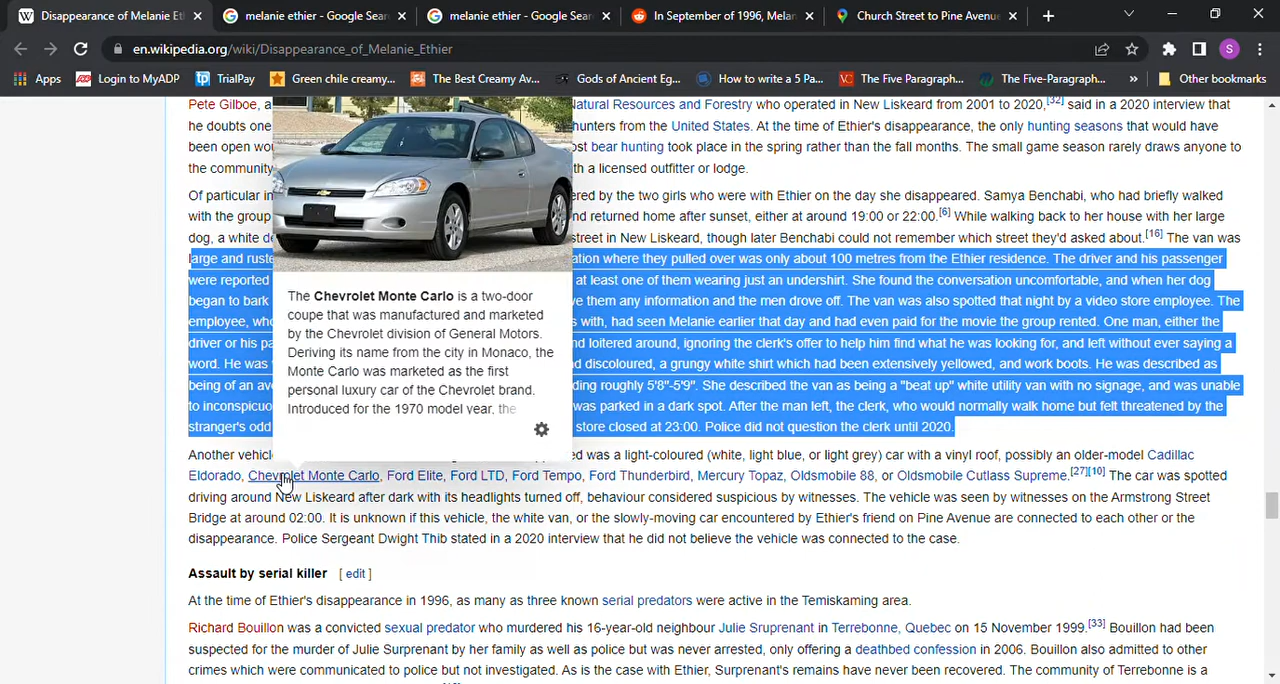 Disappearance of Melanie Et
melanie ethier - Google Sear
melanie ethier - Google Sear
In September of 1996, Melan
Church Street to Pine Avenue
en.wikipedia.org/wiki/Disappearance_of_Melanie_Ethier
S
Apps
Login to MyADP
TrialPay
Green chile creamy...
The Best Creamy Av...
Gods of Ancient Eg...
How to write a 5 Pa...
The Five Paragraph...
The Five-Paragraph...
Other bookmarks
Pete Gilboe, a
Natural Resources and Forestry who operated in New Liskeard from 2001 to 2020,[32] said in a 2020 interview that
he doubts one
hunters from the United States. At the time of Ethier's disappearance, the only hunting seasons that would have
been open wou
st bear hunting took place in the spring rather than the fall months. The small game season rarely draws anyone to
the community
th a licensed outfitter or lodge.
Of particular in
ered by the two girls who were with Ethier on the day she disappeared. Samya Benchabi, who had briefly walked
with the group
nd returned home after sunset, either at around 19:00 or 22:00.[6] While walking back to her house with her large
dog, a white de
street in New Liskeard, though later Benchabi could not remember which street they'd asked about.[16] The van was
large and ruste
ation where they pulled over was only about 100 metres from the Ethier residence. The driver and his passenger
were reported
at least one of them wearing just an undershirt. She found the conversation uncomfortable, and when her dog
began to bark
ve them any information and the men drove off. The van was also spotted that night by a video store employee. The
employee, who
s with, had seen Melanie earlier that day and had even paid for the movie the group rented. One man, either the
driver or his pa
nd loitered around, ignoring the clerk's offer to help him find what he was looking for, and left without ever saying a
word. He was
nd discoloured, a grungy white shirt which had been extensively yellowed, and work boots. He was described as
being of an ave
ding roughly 5'8"-5'9". She described the van as being a "beat up" white utility van with no signage, and was unable
to inconspicuo
was parked in a dark spot. After the man left, the clerk, who would normally walk home but felt threatened by the
stranger's odd
store closed at 23:00. Police did not question the clerk until 2020.
The Chevrolet Monte Carlo is a two-door
coupe that was manufactured and marketed
by the Chevrolet division of General Motors.
Deriving its name from the city in Monaco, the
Monte Carlo was marketed as the first
personal luxury car of the Chevrolet brand.
Introduced for the 1970 model year, the
Another vehicle
ed was a light-coloured (white, light blue, or light grey) car with a vinyl roof, possibly an older-model Cadillac
Eldorado, Chevrolet Monte Carlo, Ford Elite, Ford LTD, Ford Tempo, Ford Thunderbird, Mercury Topaz, Oldsmobile 88, or Oldsmobile Cutlass Supreme.[27][10] The car was spotted
driving around New Liskeard after dark with its headlights turned off, behaviour considered suspicious by witnesses. The vehicle was seen by witnesses on the Armstrong Street
Bridge at around 02:00. It is unknown if this vehicle, the white van, or the slowly-moving car encountered by Ethier's friend on Pine Avenue are connected to each other or the
disappearance. Police Sergeant Dwight Thib stated in a 2020 interview that he did not believe the vehicle was connected to the case.
Assault by serial killer [ edit ]
At the time of Ethier's disappearance in 1996, as many as three known serial predators were active in the Temiskaming area.
Richard Bouillon was a convicted sexual predator who murdered his 16-year-old neighbour Julie Sruprenant in Terrebonne, Quebec on 15 November 1999.[33] Bouillon had been
suspected for the murder of Julie Surprenant by her family as well as police but was never arrested, only offering a deathbed confession in 2006. Bouillon also admitted to other
crimes which were communicated to police but not investigated. As is the case with Ethier, Surprenant's remains have never been recovered. The community of Terrebonne is a